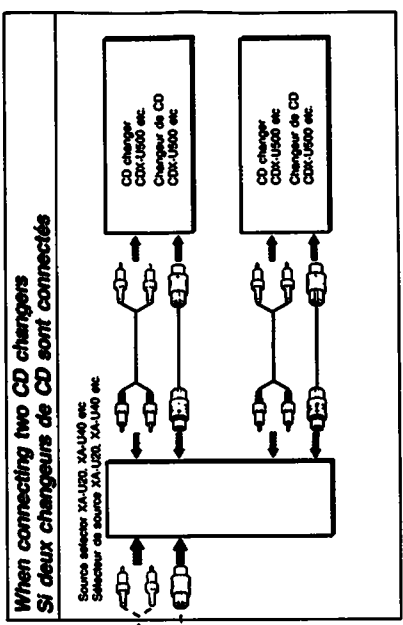 When connecting two CD changers
Si deux changeurs de CD sont connectés
Source selector XA-U20, XA-U40 etc
Sélecteur de source XA-U20, XA-U40 etc
CD changer
CDX-U500 etc.
Changeur de CD
CDX-U500 etc
CD changer
CDX-U500 etc.
Changeur de CD
CDX-U500 etc.